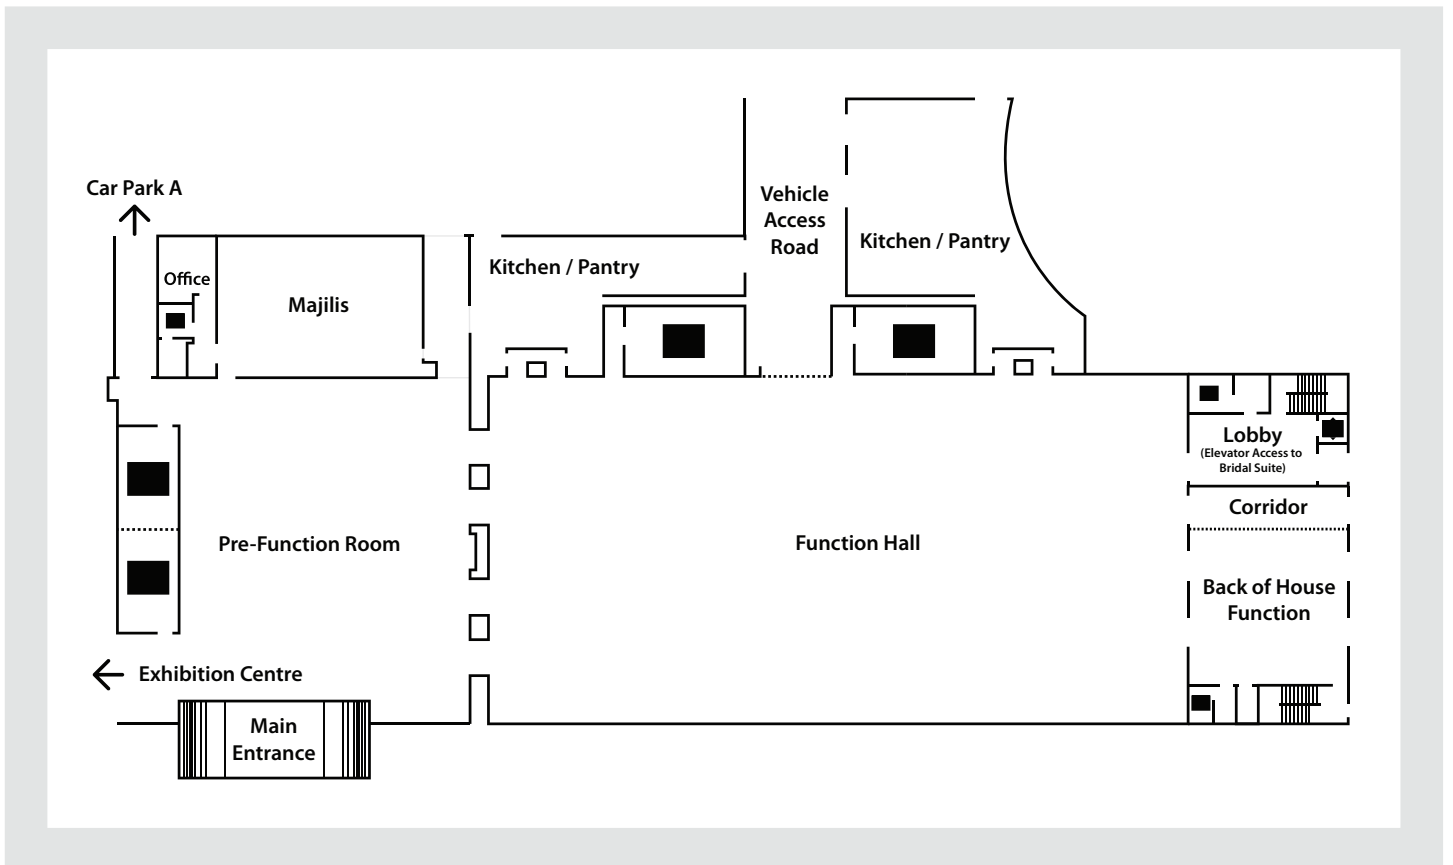 Car Park A
Vehicle
Access
Road
Kitchen / Pantry
Kitchen / Pantry
Office
Majilis
Lobby
(Elevator Access to
Bridal Suite)
Corridor
Pre-Function Room
Function Hall
Back of House
Function
Exhibition Centre
Main
Entrance